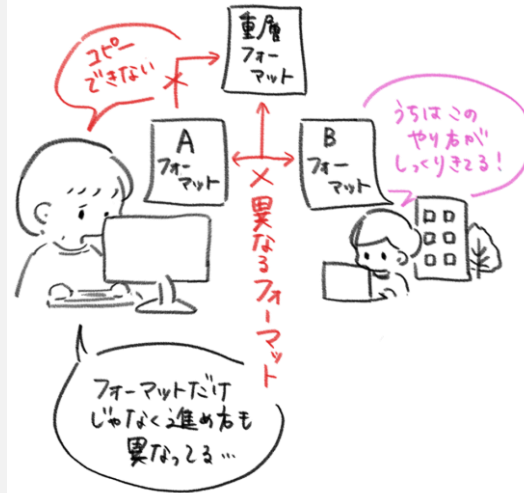 重層
フォー
マット
コピー
できない
A
フォー
マット
B
フォー
マット
うちはこの
やり方が
しっくりきてる!
異なるフォーマット
フォーマットだけ
じゃなく進め方も
異なってる…